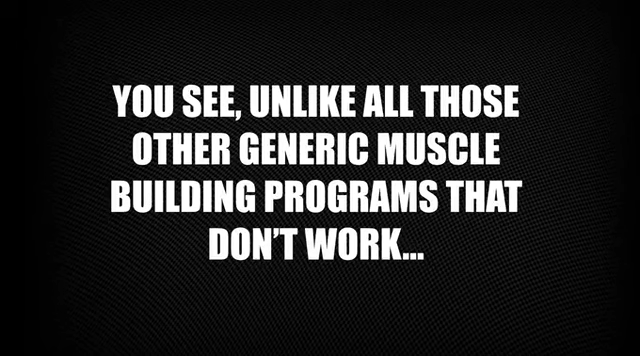 YOU SEE, UNLIKE ALL THOSE
OTHER GENERIC MUSCLE
BUILDING PROGRAMS THAT
DON'T WORK...